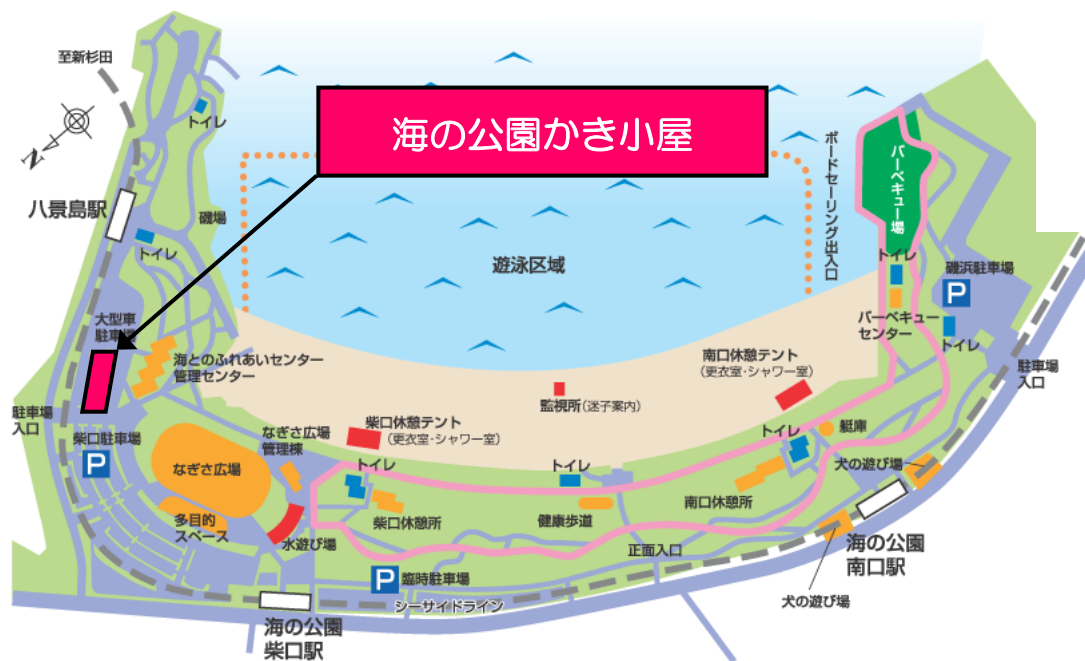 至新杉田
N
トイレ
海の公園かき小屋
八景島駅
磯場
トイレ
ボードセーリング出入口
バーベキュー場
遊泳区域
トイレ
磯浜駐車場
P
バーベキュー
センター
トイレ
大型車
駐車場
海とのふれあいセンター
管理センター
南口休憩テント
(更衣室・シャワー室)
駐車場
入口
監視所(迷子案内)
駐車場
入口
柴口駐車場
P
なぎさ広場
管理棟
柴口休憩テント
(更衣室・シャワー室)
トイレ
艇庫
なぎさ広場
トイレ
トイレ
犬の遊び場
南口休憩所
多目的
スペース
水遊び場
柴口休憩所
健康歩道
正面入口
海の公園
南口駅
P
臨時駐車場
シーサイドライン
犬の遊び場
海の公園
柴口駅